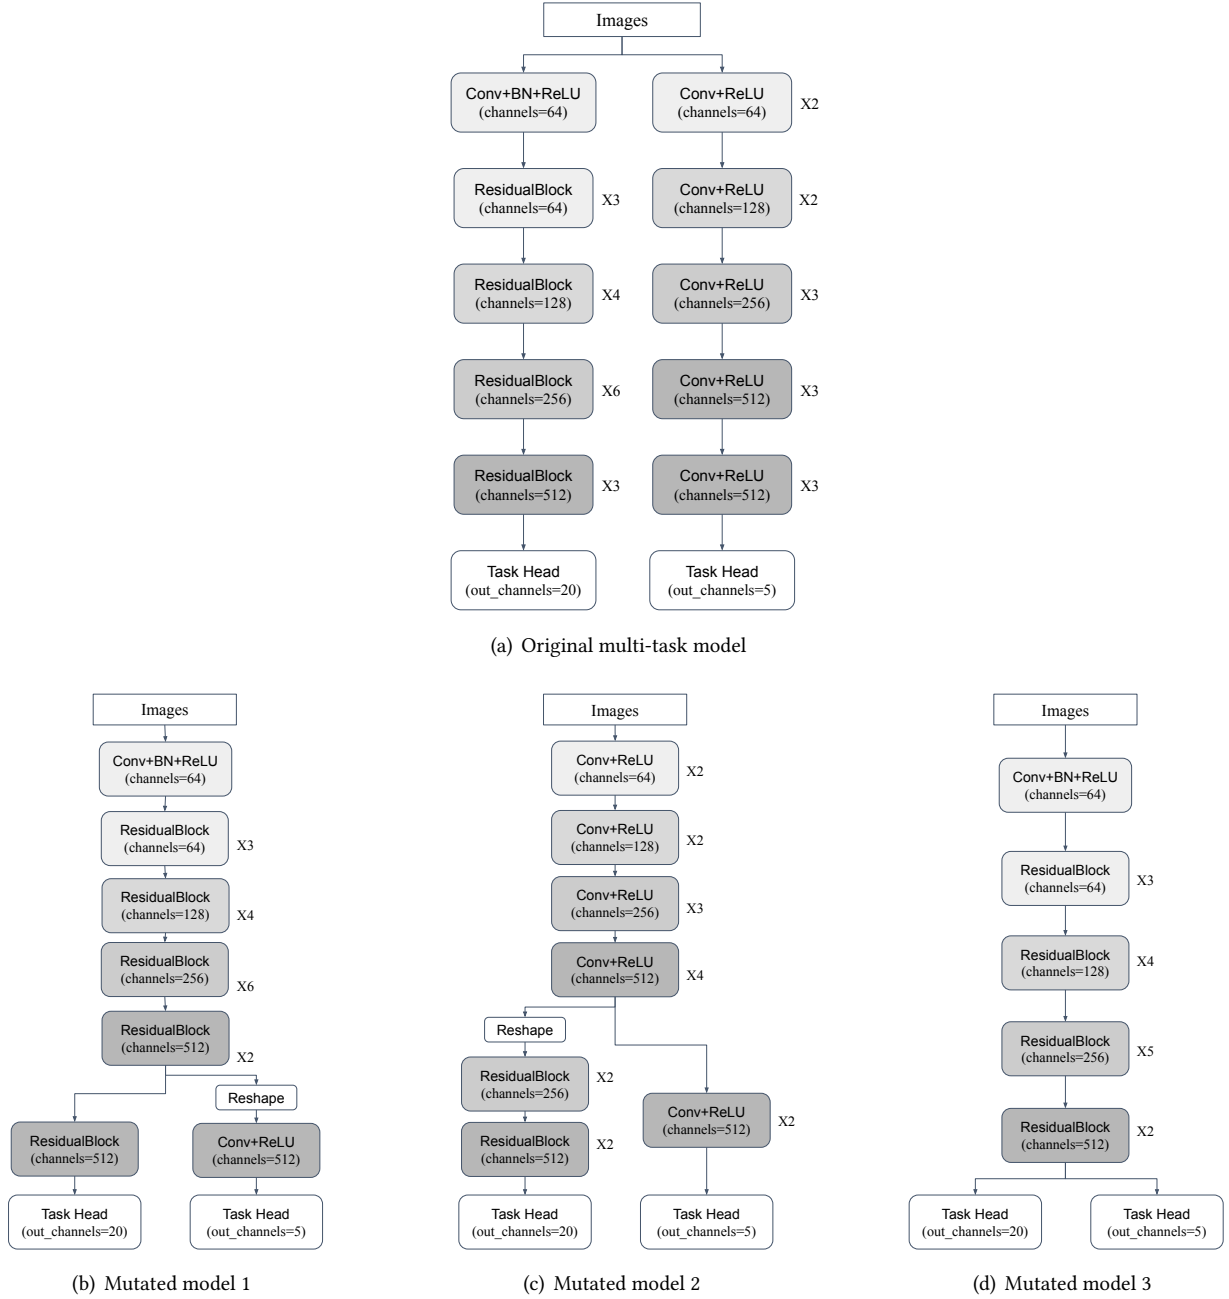 Images
Conv+BN+ReLU
(channels=64)
Conv+ReLU
(channels=64)
X2
ResidualBlock
(channels=64)
X3
Conv+ReLU
(channels=128)
X2
ResidualBlock
(channels=128)
X4
Conv+ReLU
(channels=256)
X3
ResidualBlock
(channels=256)
X6
Conv+ReLU
(channels=512)
X3
ResidualBlock
(channels=512)
X3
Conv+ReLU
(channels=512)
X3
Task Head
(out_channels=20)
Task Head
(out_channels=5)
(a) Original multi-task model
Images
Conv+BN+ReLU
(channels=64)
ResidualBlock
(channels=64)
X3
ResidualBlock
(channels=128)
X4
ResidualBlock
(channels=256)
X6
ResidualBlock
(channels=512)
X2
Reshape
ResidualBlock
(channels=512)
Conv+ReLU
(channels=512)
Task Head
(out_channels=20)
Task Head
(out_channels=5)
(b) Mutated model 1
Images
Conv+ReLU
(channels=64)
X2
Conv+ReLU
(channels=128)
X2
Conv+ReLU
(channels=256)
X3
Conv+ReLU
(channels=512)
X4
Reshape
ResidualBlock
(channels=256)
X2
Conv+ReLU
(channels=512)
X2
ResidualBlock
(channels=512)
X2
Task Head
(out_channels=20)
Task Head
(out_channels=5)
(c) Mutated model 2
Images
Conv+BN+ReLU
(channels=64)
ResidualBlock
(channels=64)
X3
ResidualBlock
(channels=128)
X4
ResidualBlock
(channels=256)
X5
ResidualBlock
(channels=512)
X2
Task Head
(out_channels=20)
Task Head
(out_channels=5)
(d) Mutated model 3